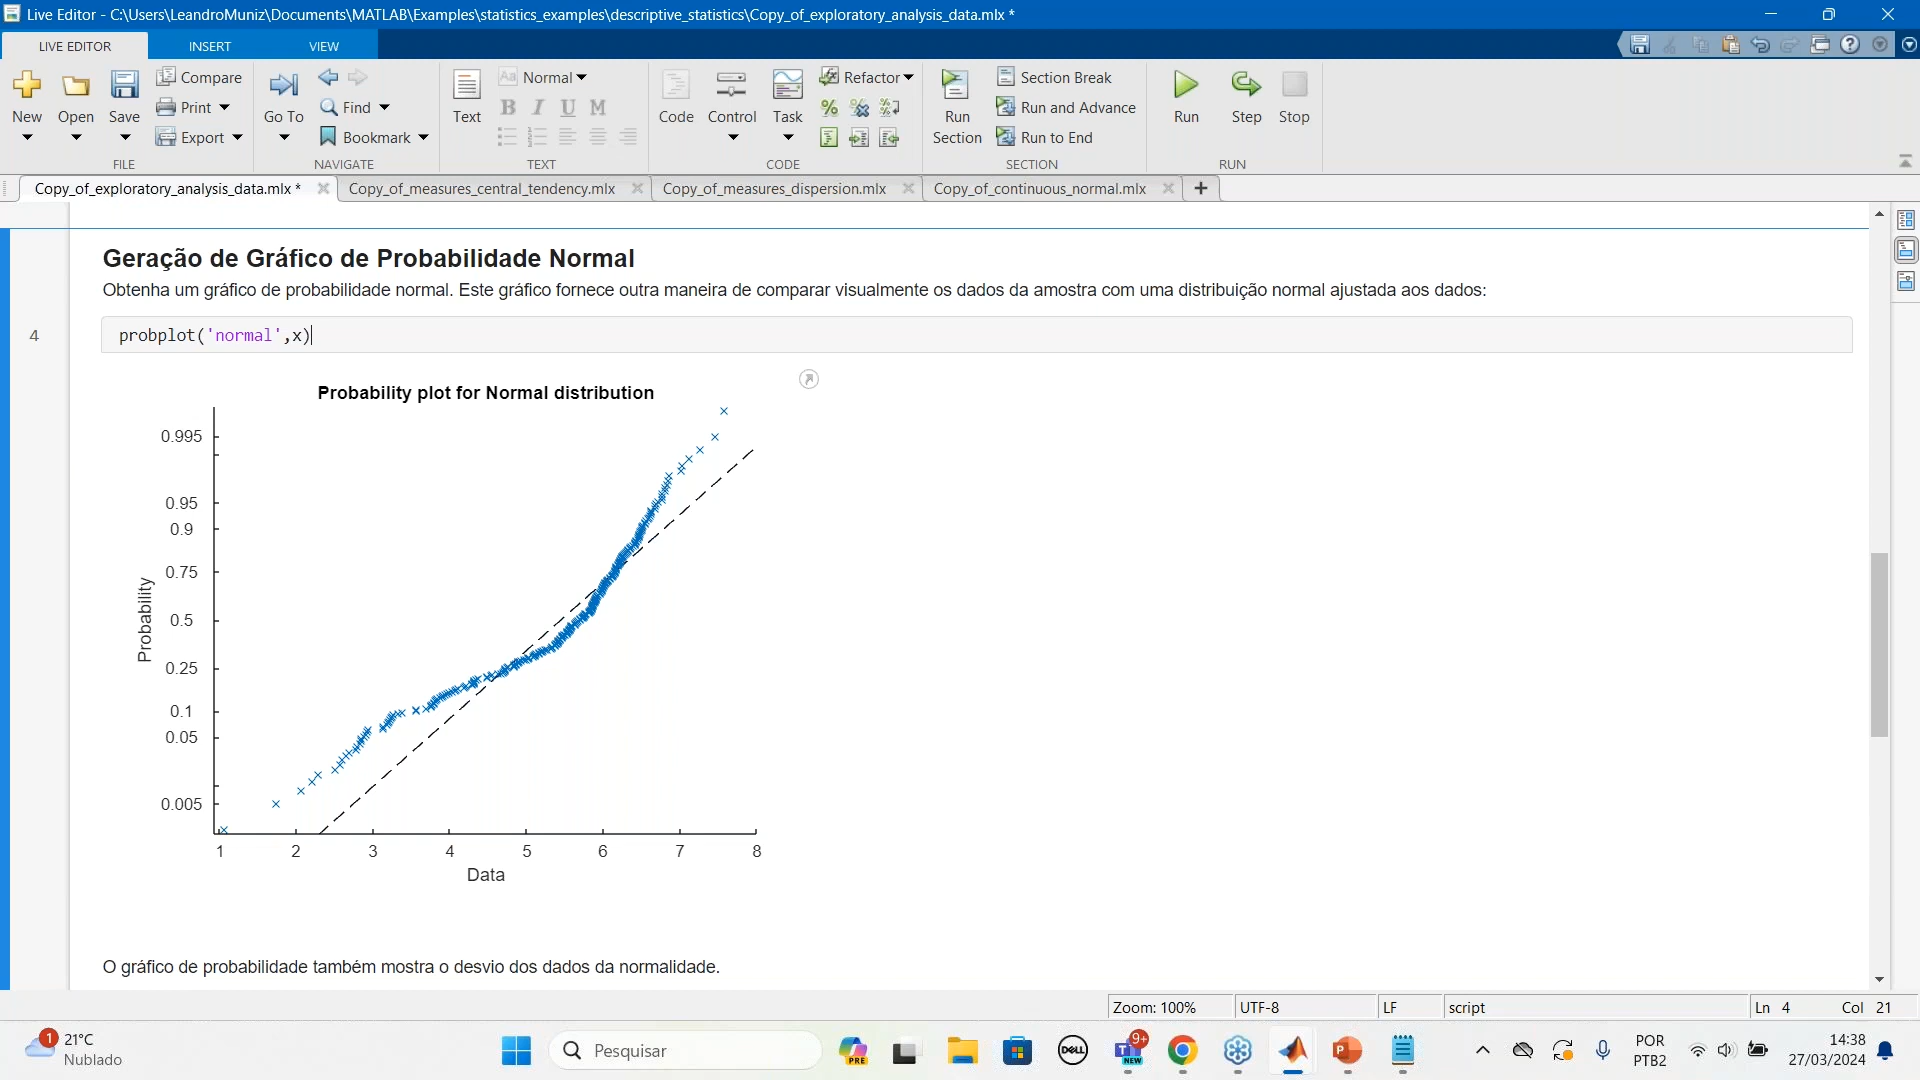 Live Editor - C:\Users\LeandroMuniz\Documents\MATLAB\Examples\statistics_examples\descriptive_statistics\Copy_of_exploratory_analysis_data.mlx *
LIVE EDITOR INSERT VIEW
New Open Save Compare Print Export
FILE
Go To Find Bookmark
NAVIGATE
Text Aa Normal B I U M
TEXT
Code Control Task Refactor
CODE
Run Section Section Break Run and Advance Run to End
SECTION
Run Step Stop
RUN
Copy_of_exploratory_analysis_data.mlx * Copy_of_measures_central_tendency.mlx Copy_of_measures_dispersion.mlx Copy_of_continuous_normal.mlx
Geração de Gráfico de Probabilidade Normal
Obtenha um gráfico de probabilidade normal. Este gráfico fornece outra maneira de comparar visualmente os dados da amostra com uma distribuição normal ajustada aos dados:
4 probplot('normal',x)
Probability plot for Normal distribution
0.995
0.95
0.9
0.75
0.5
0.25
0.1
0.05
0.005
Probability
1 2 3 4 5 6 7 8
Data
O gráfico de probabilidade também mostra o desvio dos dados da normalidade.
Zoom: 100% UTF-8 LF script Ln 4 Col 21
1 21°C
Nublado
Pesquisar
PRE
DELL
9+
NEW
P
POR
PTB2
14:38
27/03/2024